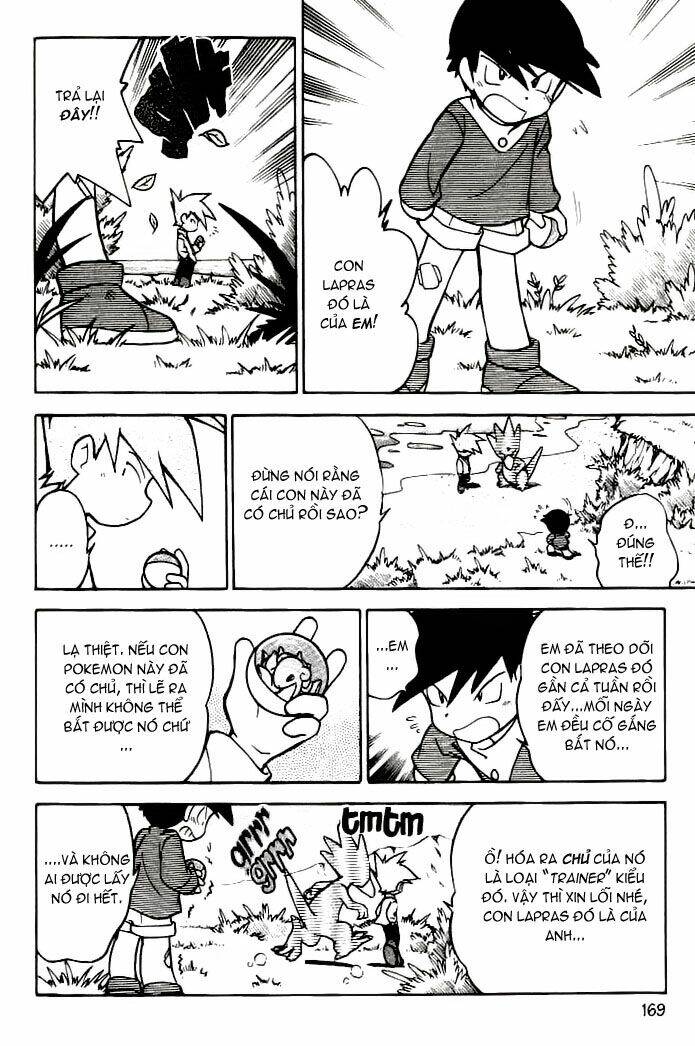 TRẢ LẠI
ĐÂY!!
CON
LAPRAS
ĐÓ LÀ
CỦA EM!
.....
ĐỪNG NÓI RẰNG
CÁI CON NÀY ĐÃ
CÓ CHỦ RỒI SAO?
Đ...
ĐÚNG
THẾ!!
LẠ THIỆT. NẾU CON
POKEMON NÀY ĐÃ
CÓ CHỦ, THÌ LẼ RA
MÌNH KHÔNG THỂ
BẮT ĐƯỢC NÓ CHỨ
...
...EM
...
EM ĐÃ THEO DÕI
CON LAPRAS ĐÓ
GẦN CẢ TUẦN RỒI
ĐẤY...MỖI NGÀY
EM ĐỀU CỐ GẮNG
BẮT NÓ...
....VÀ KHÔNG
AI ĐƯỢC LẤY
NÓ ĐI HẾT.
grrrr
grrrr
tmtm
Ồ! HÓA RA CHỦ CỦA NÓ
LÀ LOẠI "TRAINER" KIỂU
ĐÓ. VẬY THÌ XIN LỖI NHÉ,
CON LAPRAS ĐÓ LÀ CỦA
ANH...
169